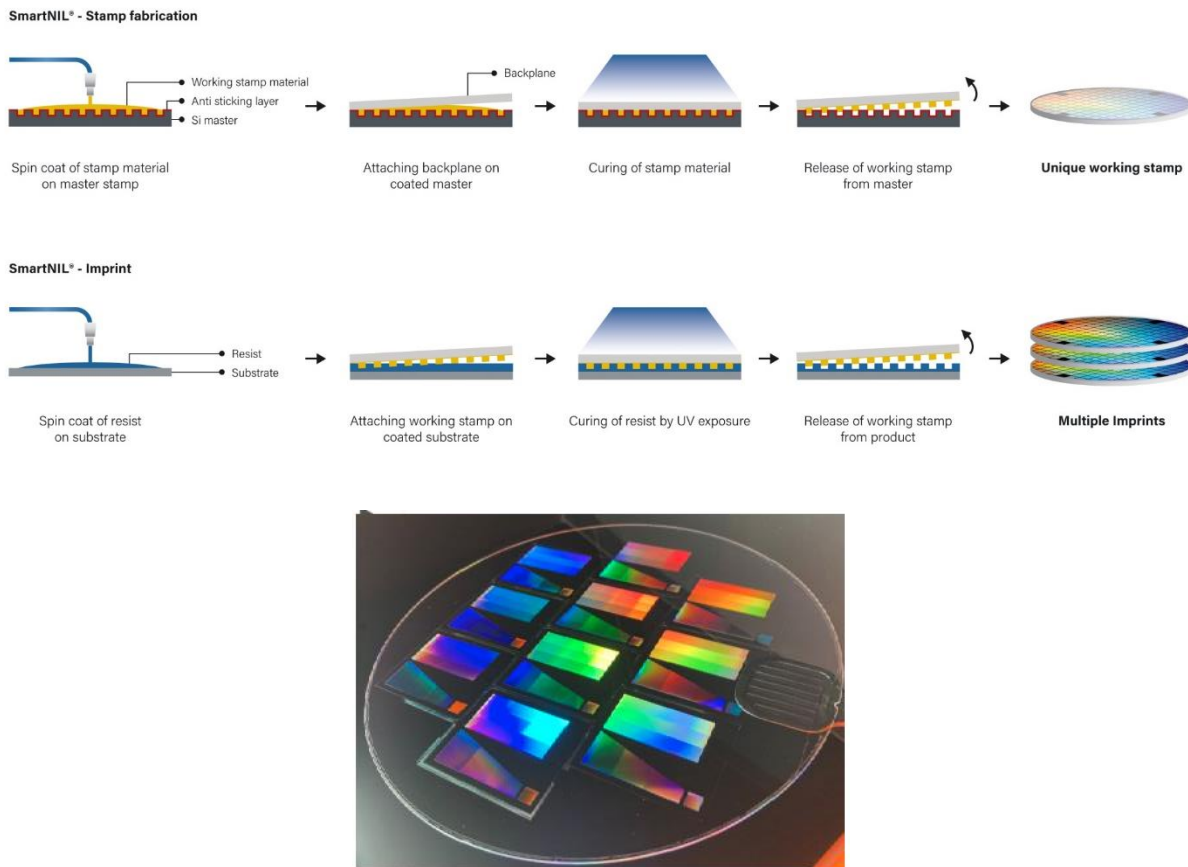 SmartNIL® - Stamp fabrication
Working stamp material
Anti sticking layer
Si master
Backplane
Spin coat of stamp material
on master stamp
Attaching backplane on
coated master
Curing of stamp material
Release of working stamp
from master
Unique working stamp
SmartNIL® - Imprint
Resist
Substrate
Spin coat of resist
on substrate
Attaching working stamp on
coated substrate
Curing of resist by UV exposure
Release of working stamp
from product
Multiple Imprints